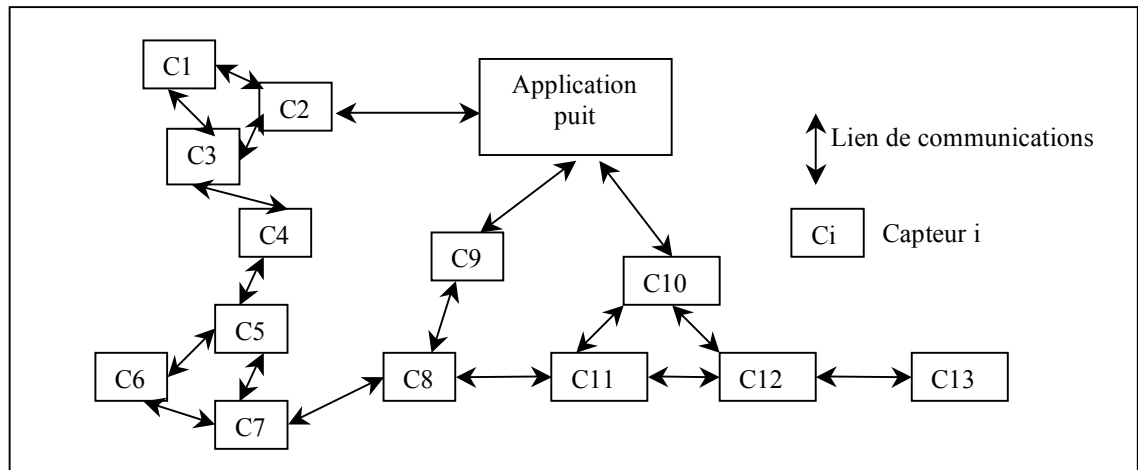 C1
C2
Application
puit
C3
Lien de communications
C4
Ci
Capteur i
C9
C10
C5
C6
C8
C11
C12
C13
C7